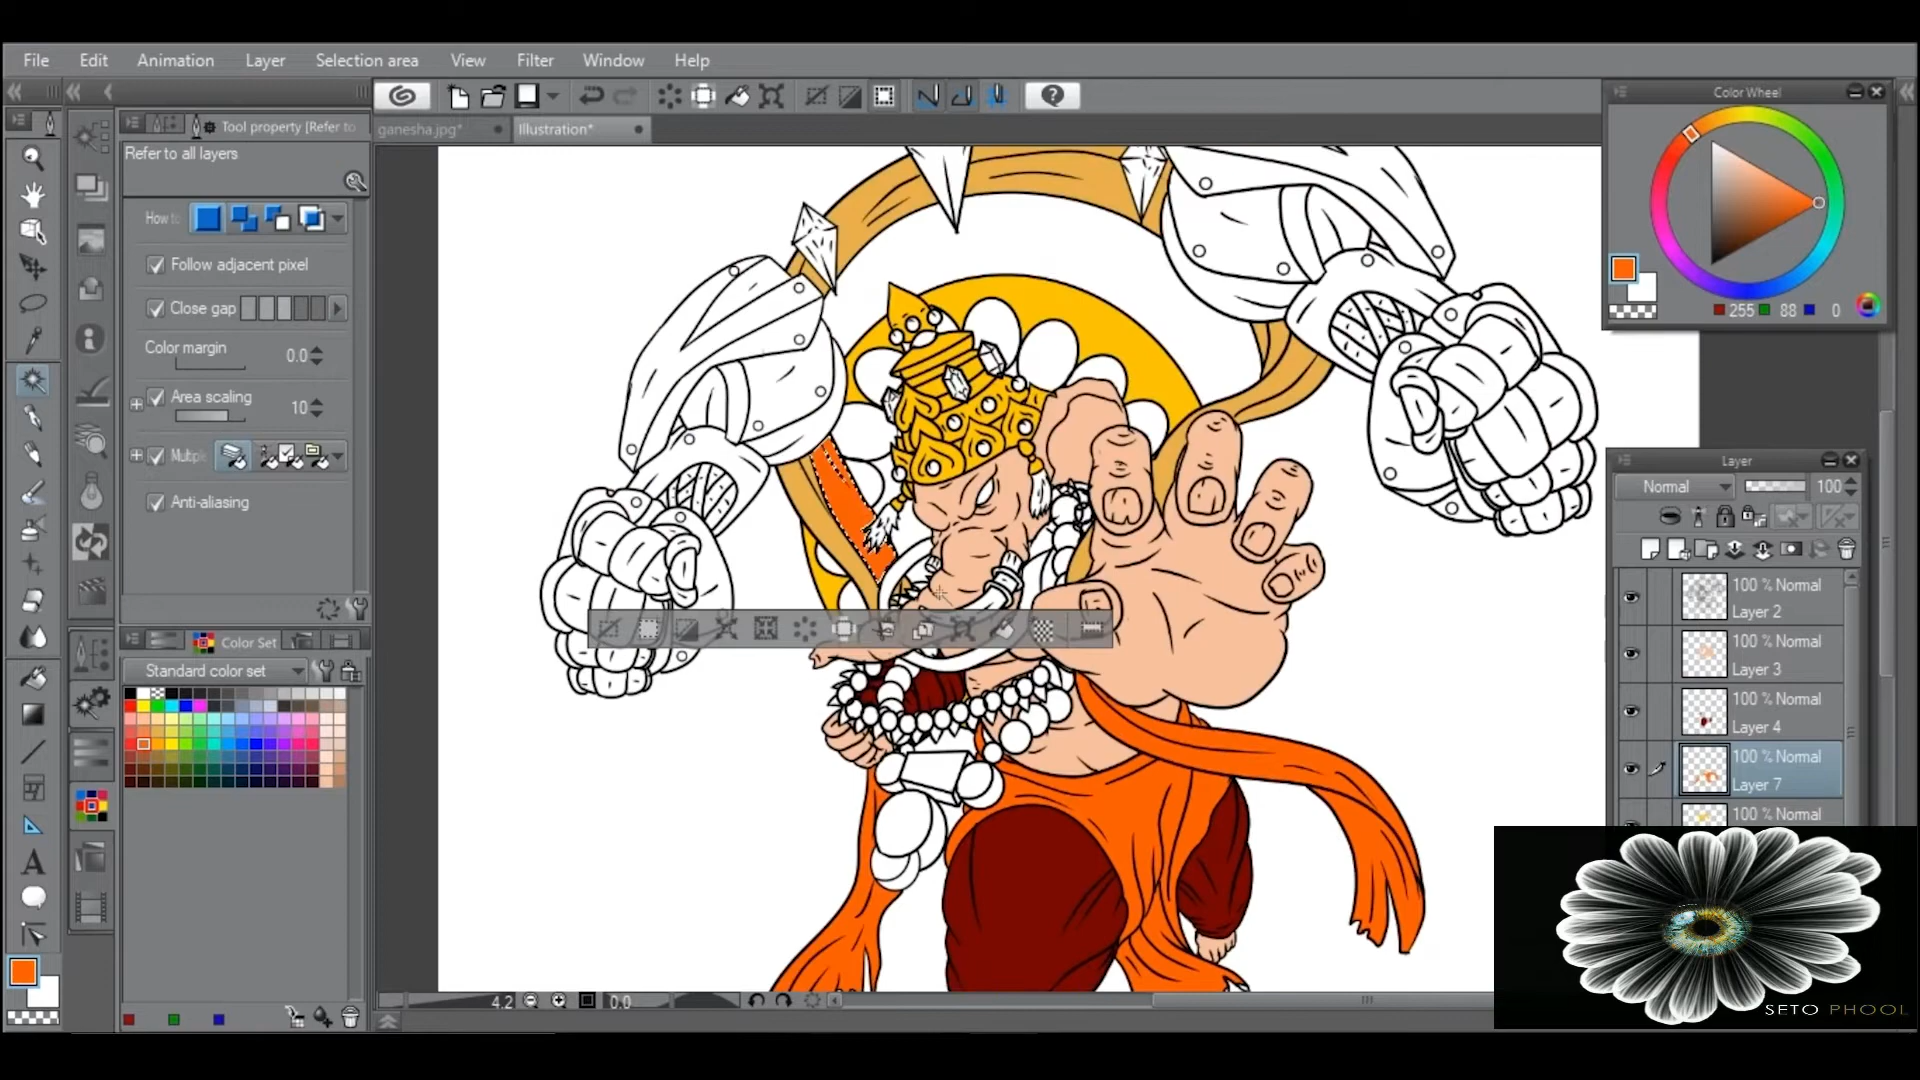 File Edit Animation Layer Selection area View Filter Window Help
Tool property [Refer to
Refer to all layers
Follow adjacent pixel
Close gap
Color margin 0.0
Area scaling 10
Multiple
Anti-aliasing
Color Set
Standard color set
ganesha.jpg* Illustration*
4.2 0.0
Color Wheel
255 88 0
Layer
Normal 100
100 % Normal
Layer 2
100 % Normal
Layer 3
100 % Normal
Layer 4
100 % Normal
Layer 7
100 % Normal
SETO PHOOL
A